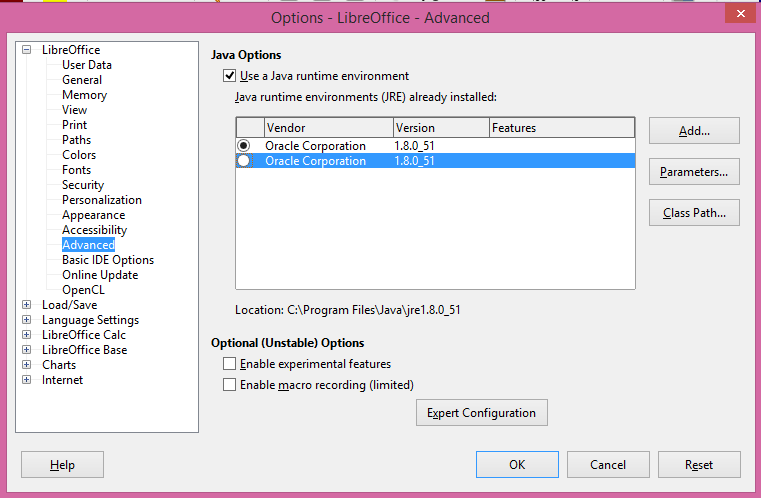 Options - LibreOffice - Advanced
LibreOffice
User Data
General
Memory
View
Print
Paths
Colors
Fonts
Security
Personalization
Appearance
Accessibility
Advanced
Basic IDE Options
Online Update
OpenCL
Load/Save
Language Settings
LibreOffice Calc
LibreOffice Base
Charts
Internet
Java Options
Use a Java runtime environment
Java runtime environments (JRE) already installed:
Vendor Version Features
Oracle Corporation 1.8.0_51
Oracle Corporation 1.8.0_51
Add...
Parameters...
Class Path...
Location: C:\Program Files\Java\jre1.8.0_51
Optional (Unstable) Options
Enable experimental features
Enable macro recording (limited)
Expert Configuration
Help OK Cancel Reset